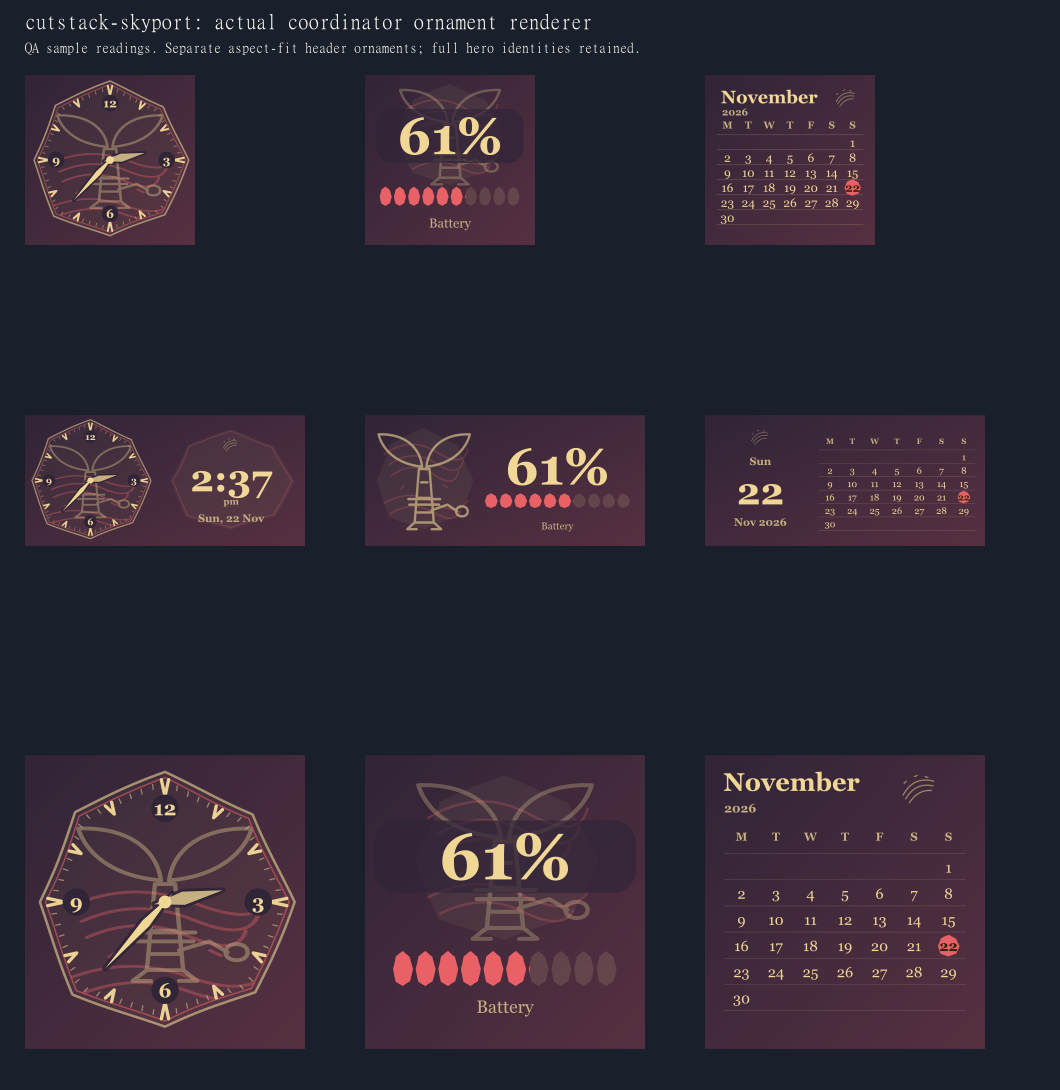 cutstack-skyport: actual coordinator ornament renderer
QA sample readings. Separate aspect-fit header ornaments; full hero identities retained.
12
9
3
6
61%
Battery
November
2026
M T W T F S S
1
2 3 4 5 6 7 8
9 10 11 12 13 14 15
16 17 18 19 20 21 22
23 24 25 26 27 28 29
30
12
9
3
6
2:37
pm
Sun, 22 Nov
61%
Battery
Sun
22
Nov 2026
M T W T F S S
1
2 3 4 5 6 7 8
9 10 11 12 13 14 15
16 17 18 19 20 21 22
23 24 25 26 27 28 29
30
12
9
3
6
61%
Battery
November
2026
M T W T F S S
1
2 3 4 5 6 7 8
9 10 11 12 13 14 15
16 17 18 19 20 21 22
23 24 25 26 27 28 29
30